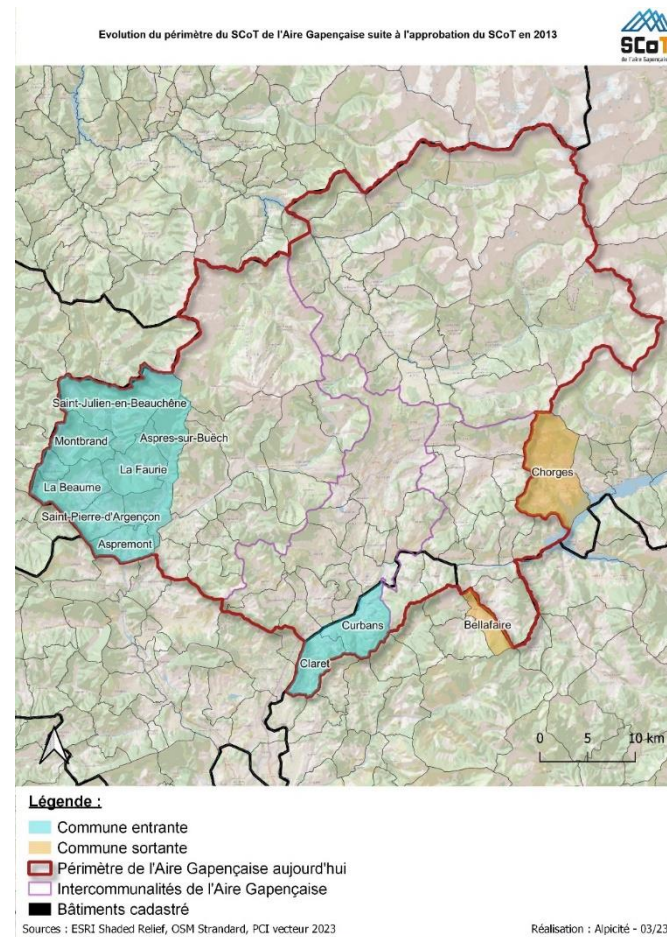 Evolution du périmètre du SCoT de l'Aire Gapençaise suite à l'approbation du SCoT en 2013
SCoT
de l'aire Gapençaise
Saint-Julien-en-Beauchêne
Montbrand
Aspres-sur-Buëch
La Faurie
La Beaume
Saint-Pierre-d'Argençon
Aspremont
Chorges
Curbans
Bellafaire
Claret
0 5 10 km
Légende :
Commune entrante
Commune sortante
Périmètre de l'Aire Gapençaise aujourd'hui
Intercommunalités de l'Aire Gapençaise
Bâtiments cadastré
Sources : ESRI Shaded Relief, OSM Strandard, PCI vecteur 2023
Réalisation : Alpicité - 03/23